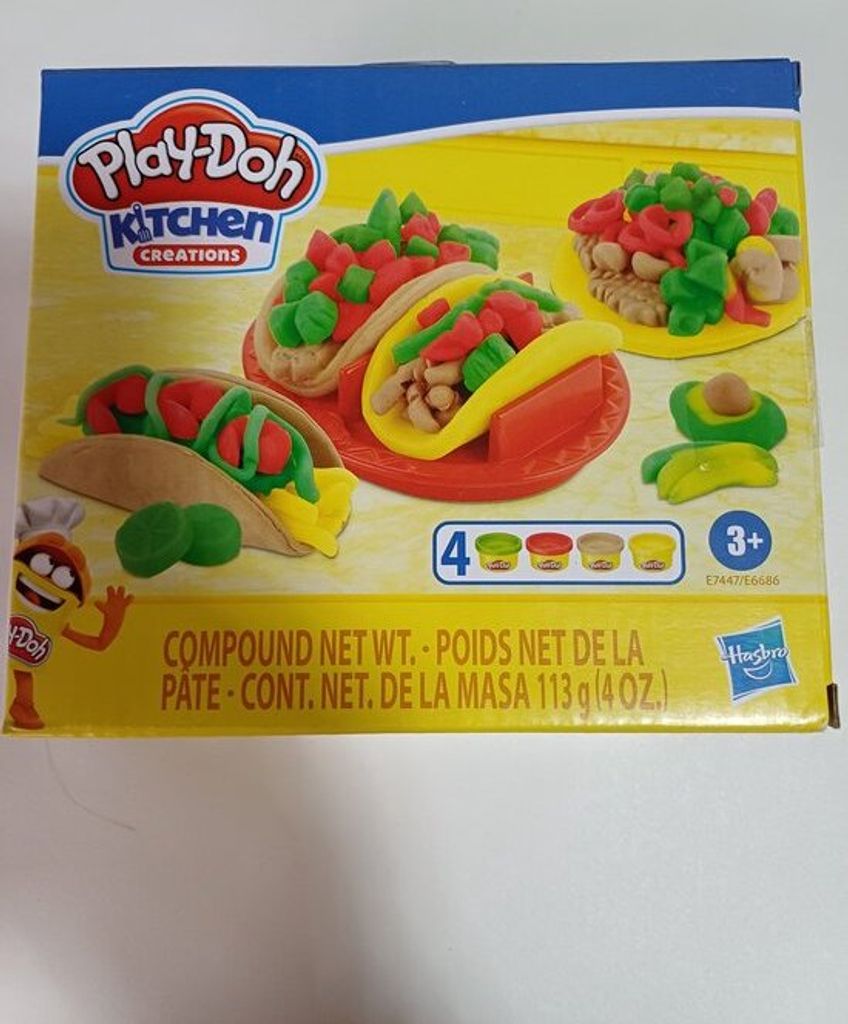 PLAY-DOH
KITCHEN
CREATIONS
4
3+
E7447/E6686
COMPOUND NET WT. · POIDS NET DE LA
PÂTE · CONT. NET. DE LA MASA 113 g (4 OZ.)
Hasbro
-Doh